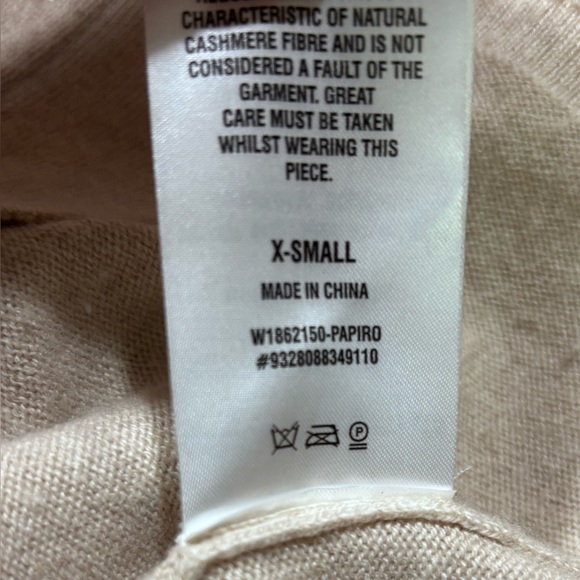 CHARACTERISTIC OF NATURAL
CASHMERE FIBRE AND IS NOT
CONSIDERED A FAULT OF THE
GARMENT. GREAT
CARE MUST BE TAKEN
WHILST WEARING THIS
PIECE.
X-SMALL
MADE IN CHINA
W1862150-PAPIRO
#9328088349110
P